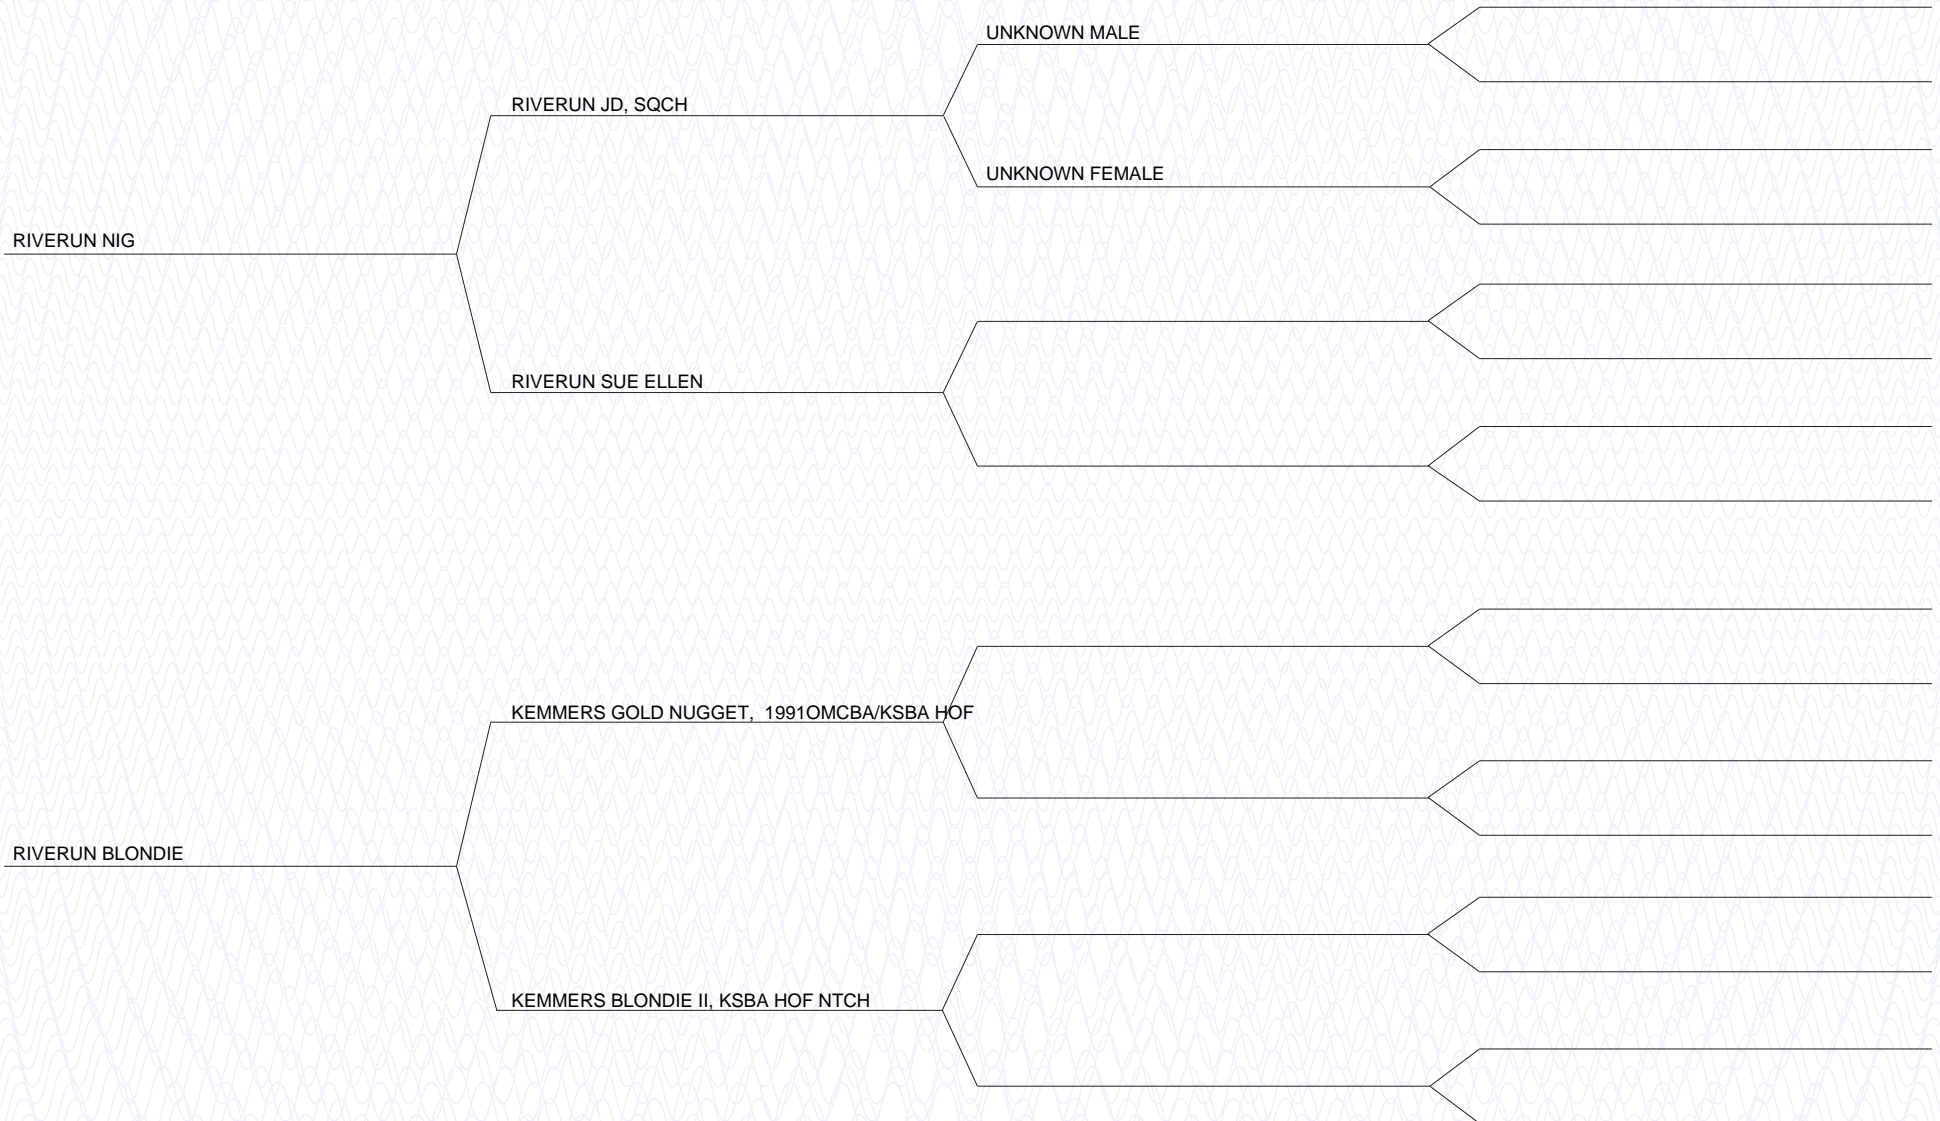 UNKNOWN MALE
RIVERUN JD, SQCH
UNKNOWN FEMALE
RIVERUN NIG
RIVERUN SUE ELLEN
KEMMERS GOLD NUGGET, 1991OMCBA/KSBA HOF
RIVERUN BLONDIE
KEMMERS BLONDIE II, KSBA HOF NTCH